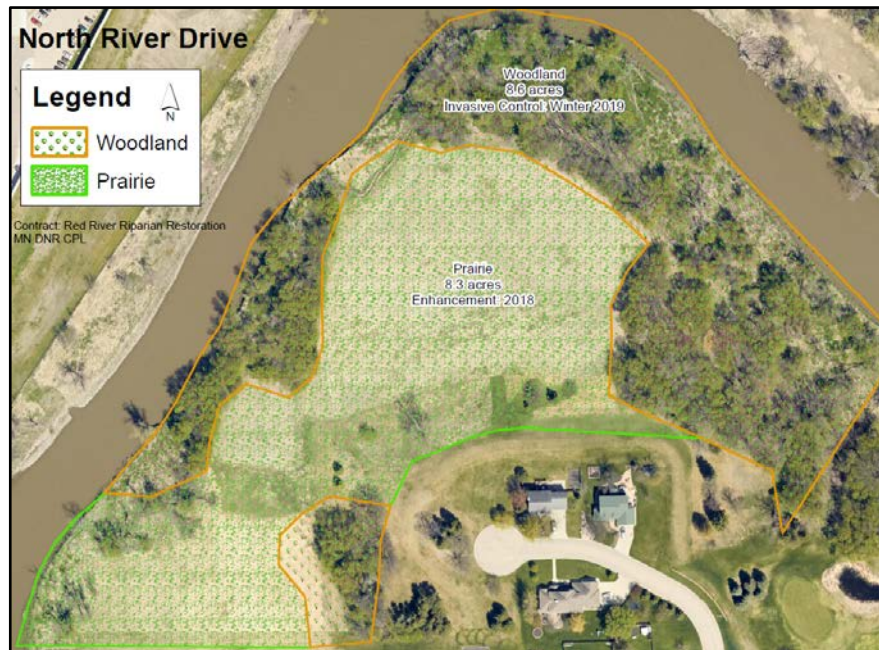 North River Drive
Legend
N
Woodland
Prairie
Contract: Red River Riparian Restoration
MN DNR CPL
Woodland
8.6 acres
Invasive Control: Winter 2019
Prairie
8.3 acres
Enhancement: 2018